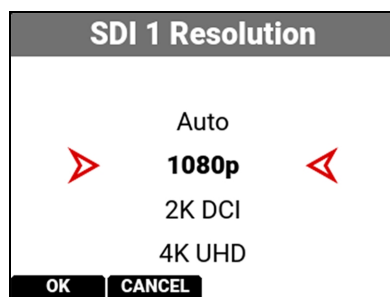 SDI 1 Resolution
Auto
1080p
2K DCI
4K UHD
OK CANCEL